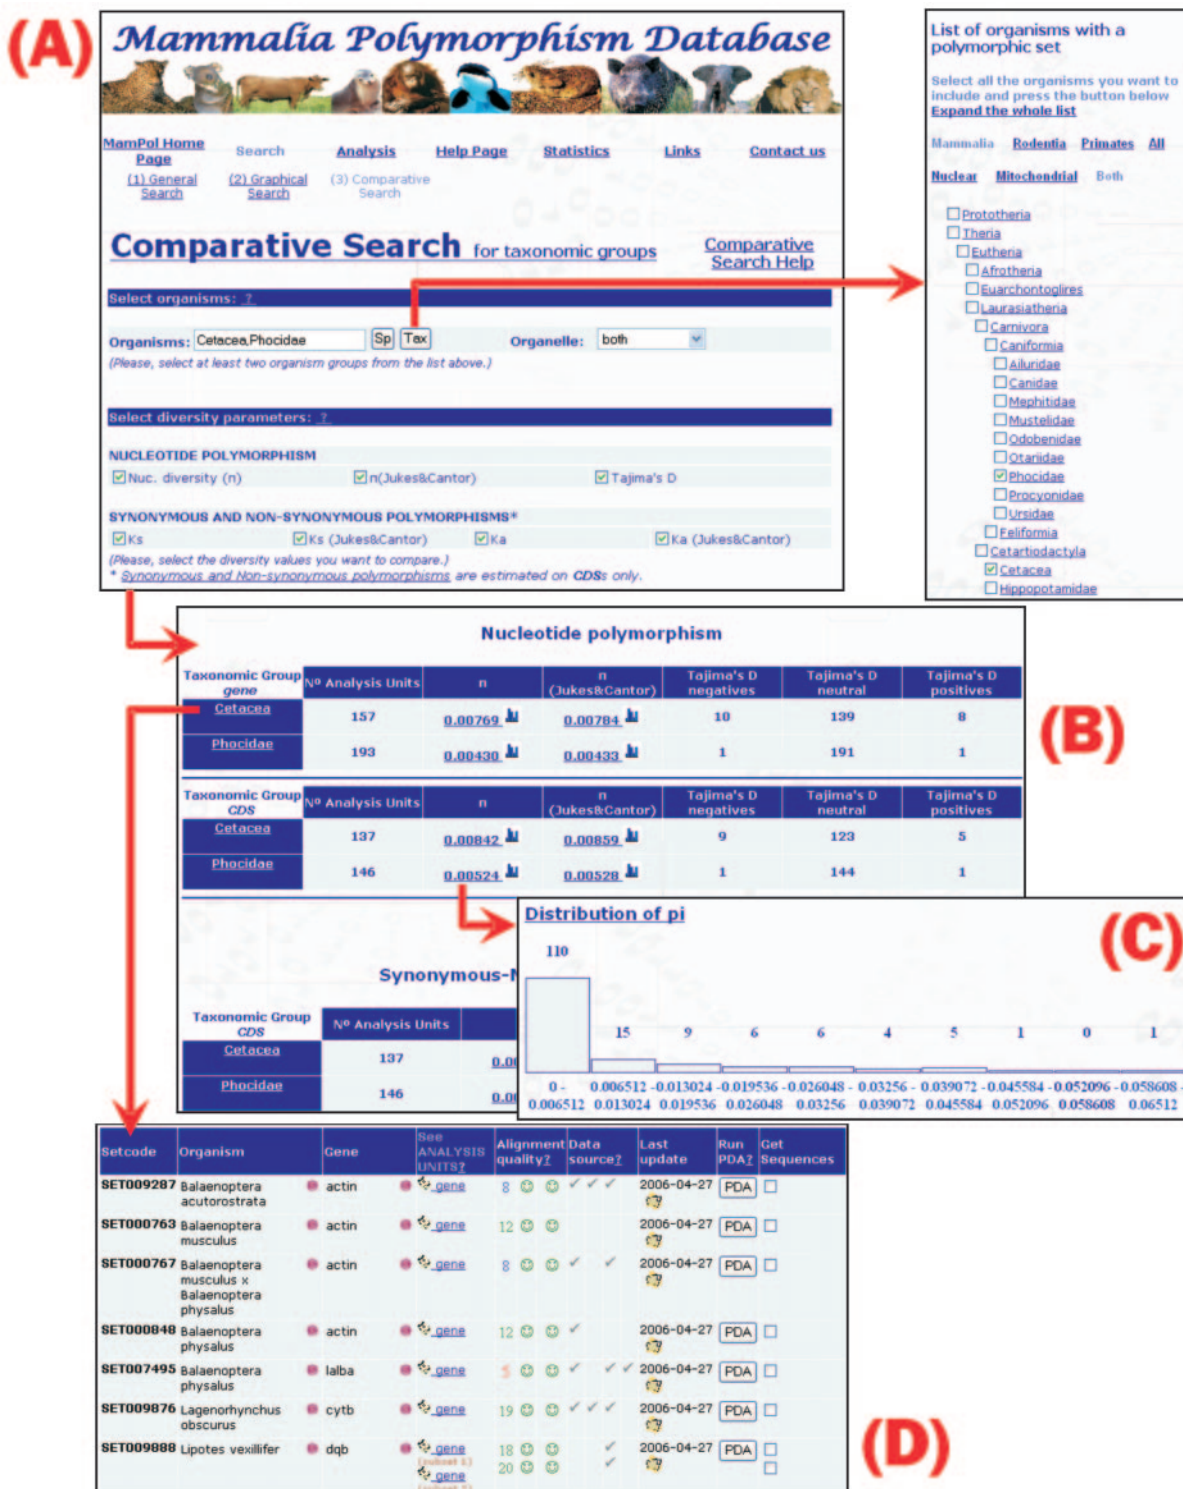 (A)
Mammalia Polymorphism Database
MamPol Home Page
Search
Analysis
Help Page
Statistics
Links
Contact us
(1) General Search
(2) Graphical Search
(3) Comparative Search
Comparative Search for taxonomic groups
Comparative Search Help
Select organisms: ?
Organisms: Cetacea,Phocidae Sp Tax Organelle: both
(Please, select at least two organism groups from the list above.)
Select diversity parameters: ?
NUCLEOTIDE POLYMORPHISM
Nuc. diversity (n) n(Jukes&Cantor) Tajima's D
SYNONYMOUS AND NON-SYNONYMOUS POLYMORPHISMS*
Ks Ks (Jukes&Cantor) Ka Ka (Jukes&Cantor)
(Please, select the diversity values you want to compare.)
* Synonymous and Non-synonymous polymorphisms are estimated on CDSs only.
List of organisms with a
polymorphic set
Select all the organisms you want to
include and press the button below
Expand the whole list
Mammalia Rodentia Primates All
Nuclear Mitochondrial Both
Prototheria
Theria
Eutheria
Afrotheria
Euarchontoglires
Laurasiatheria
Carnivora
Caniformia
Ailuridae
Canidae
Mephitidae
Mustelidae
Odobenidae
Otariidae
Phocidae
Procyonidae
Ursidae
Feliformia
Cetartiodactyla
Cetacea
Hippopotamidae
(B)
Nucleotide polymorphism
Taxonomic Group gene Nº Analysis Units n n (Jukes&Cantor) Tajima's D negatives Tajima's D neutral Tajima's D positives
Cetacea 157 0.00769 0.00784 10 139 8
Phocidae 193 0.00430 0.00433 1 191 1
Taxonomic Group CDS Nº Analysis Units n n (Jukes&Cantor) Tajima's D negatives Tajima's D neutral Tajima's D positives
Cetacea 137 0.00842 0.00859 9 123 5
Phocidae 146 0.00524 0.00528 1 144 1
Synonymous-N
Taxonomic Group CDS Nº Analysis Units
Cetacea 137 0.00
Phocidae 146 0.00
(C)
Distribution of pi
110 15 9 6 6 4 5 1 0 1
0 - 0.006512 - 0.013024 - 0.019536 - 0.026048 - 0.03256 - 0.039072 - 0.045584 - 0.052096 - 0.058608 -
0.006512 0.013024 0.019536 0.026048 0.03256 0.039072 0.045584 0.052096 0.058608 0.06512
(D)
Setcode Organism Gene See ANALYSIS UNITS? Alignment quality? Data source? Last update Run PDA? Get Sequences
SET009287 Balaenoptera acutorostrata actin gene 8 2006-04-27 PDA
SET000763 Balaenoptera musculus actin gene 12 2006-04-27 PDA
SET000767 Balaenoptera musculus x Balaenoptera physalus actin gene 8 2006-04-27 PDA
SET000848 Balaenoptera physalus actin gene 12 2006-04-27 PDA
SET007495 Balaenoptera physalus lalba gene 5 2006-04-27 PDA
SET009876 Lagenorhynchus obscurus cytb gene 19 2006-04-27 PDA
SET009888 Lipotes vexillifer dqb gene 18 2006-04-27 PDA
(subset 1)
gene 20